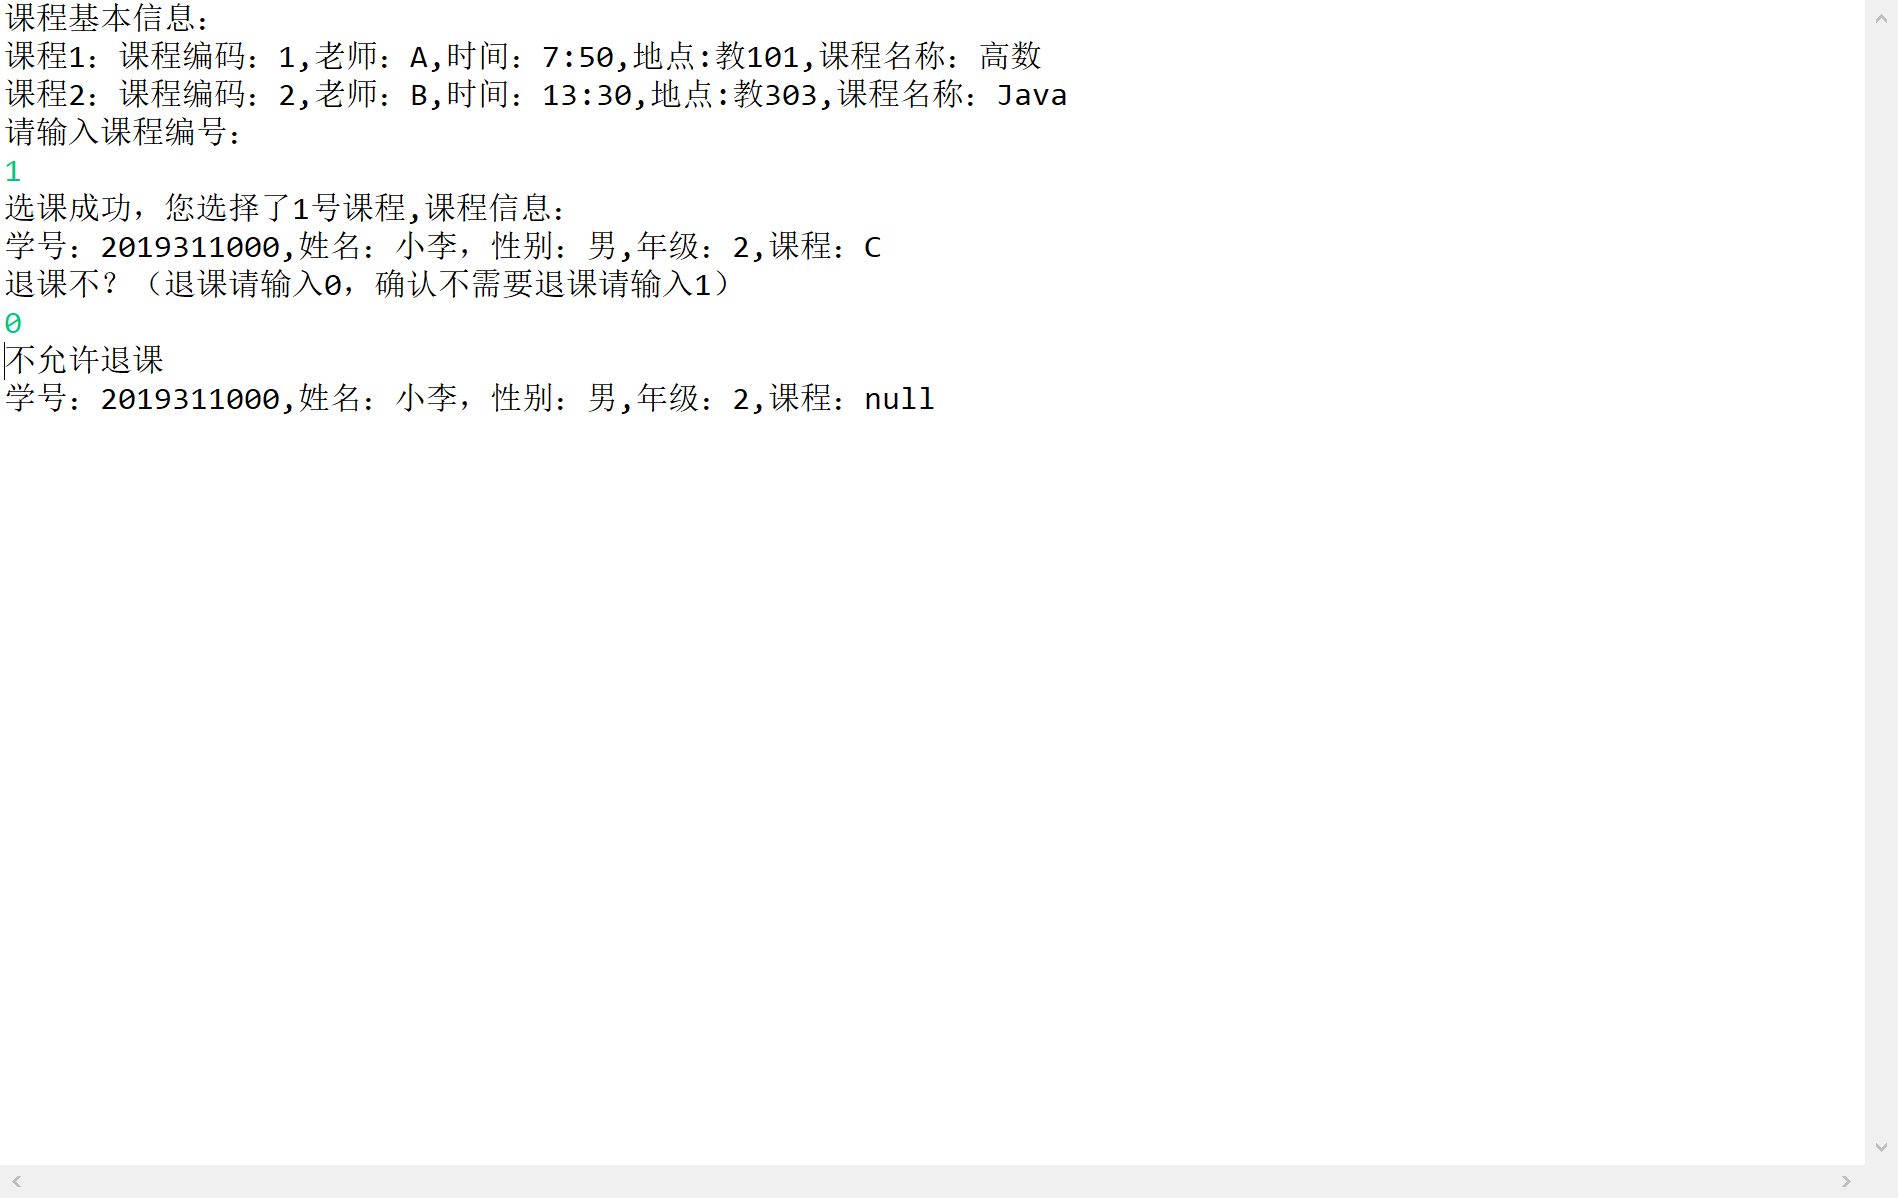 课程基本信息：
课程1：课程编码：1,老师：A,时间：7:50,地点:教101,课程名称：高数
课程2：课程编码：2,老师：B,时间：13:30,地点:教303,课程名称：Java
请输入课程编号：
1
选课成功，您选择了1号课程,课程信息：
学号：2019311000,姓名：小李，性别：男,年级：2,课程：C
退课不？（退课请输入0，确认不需要退课请输入1）
0
不允许退课
学号：2019311000,姓名：小李，性别：男,年级：2,课程：null